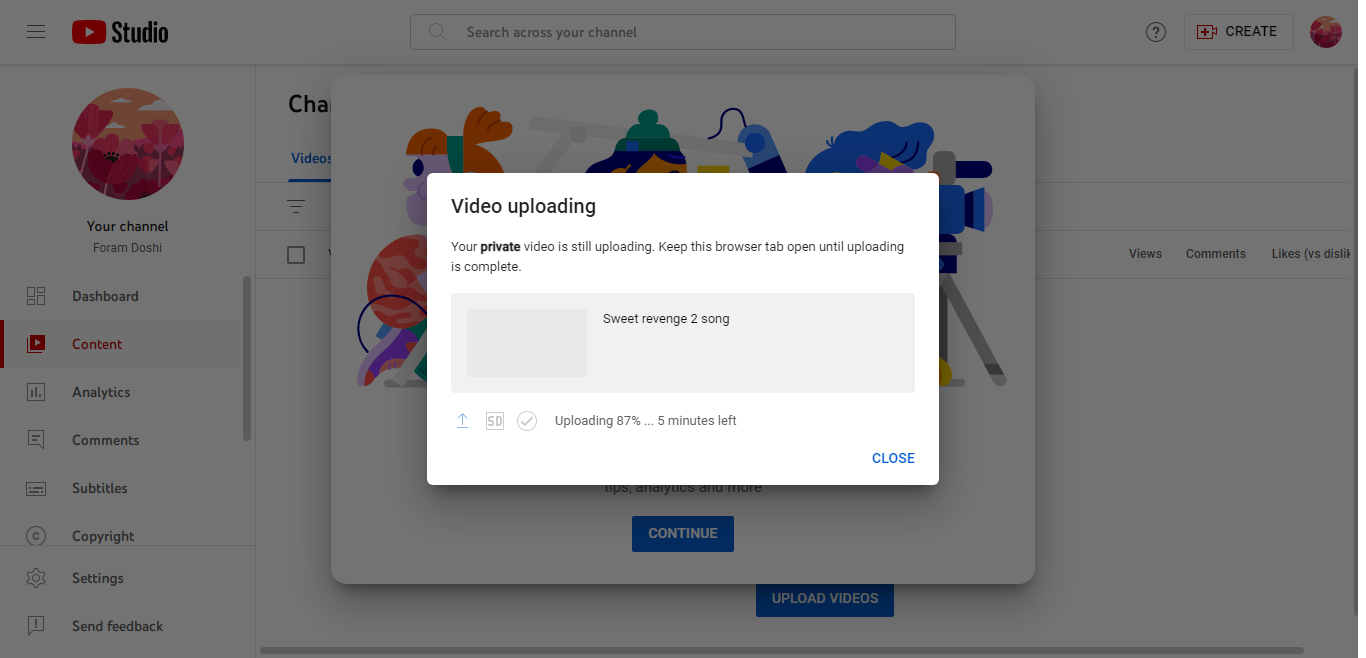 Studio
Search across your channel
CREATE
Your channel
Foram Doshi
Dashboard
Content
Analytics
Comments
Subtitles
Copyright
Settings
Send feedback
Videos
Views
Comments
Video uploading
Your private video is still uploading. Keep this browser tab open until uploading
is complete.
Sweet revenge 2 song
SD
Uploading 87% ... 5 minutes left
CLOSE
Likes (vs
tips, analytics and more
CONTINUE
UPLOAD VIDEOS